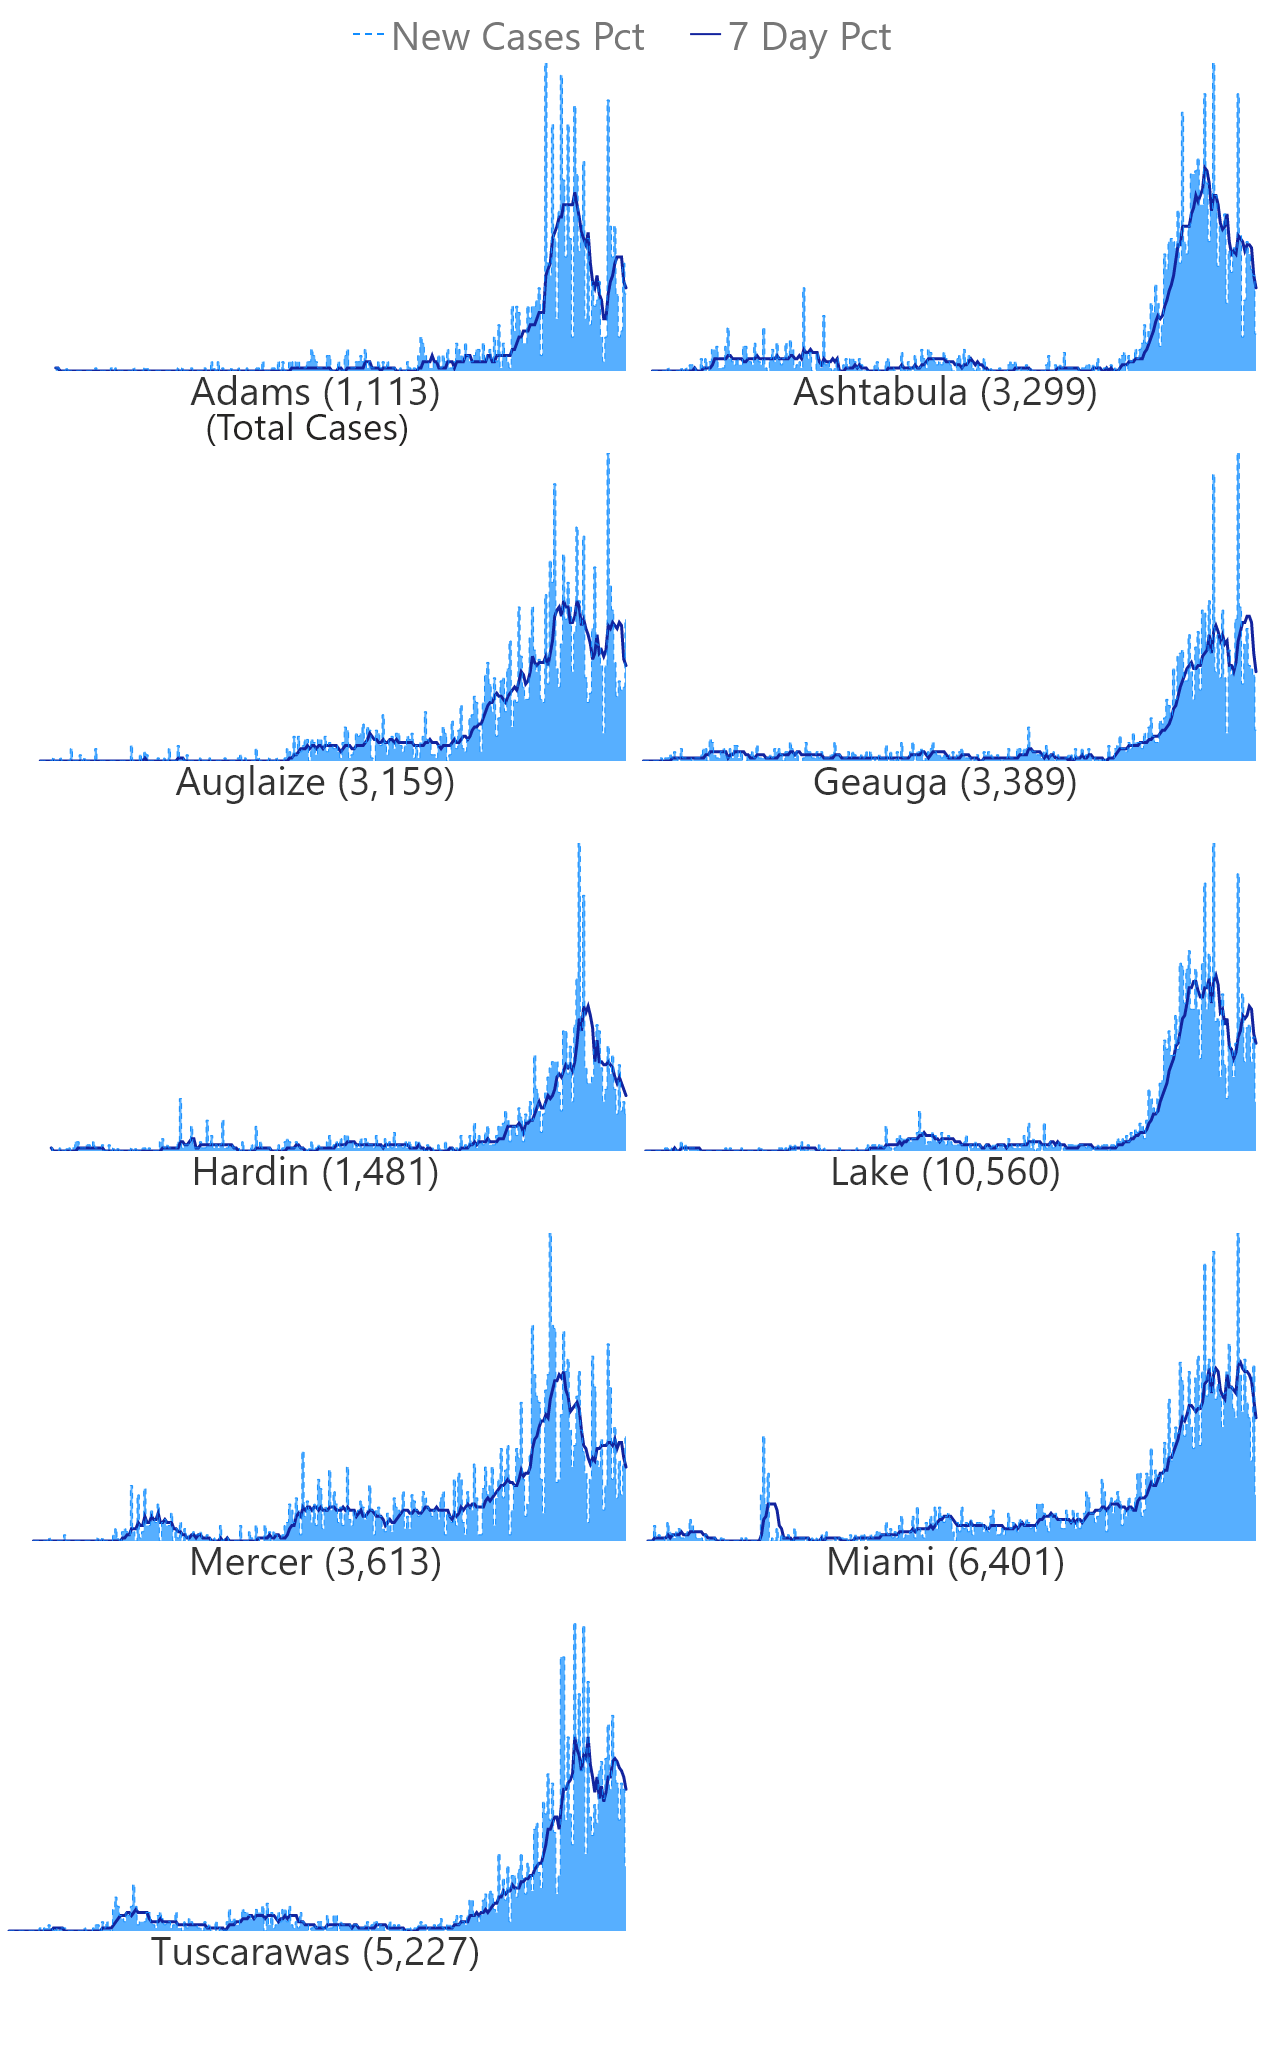 New Cases Pct 7 Day Pct
Adams (1,113) Ashtabula (3,299)
(Total Cases)
Auglaize (3,159) Geauga (3,389)
Hardin (1,481) Lake (10,560)
Mercer (3,613) Miami (6,401)
Tuscarawas (5,227)